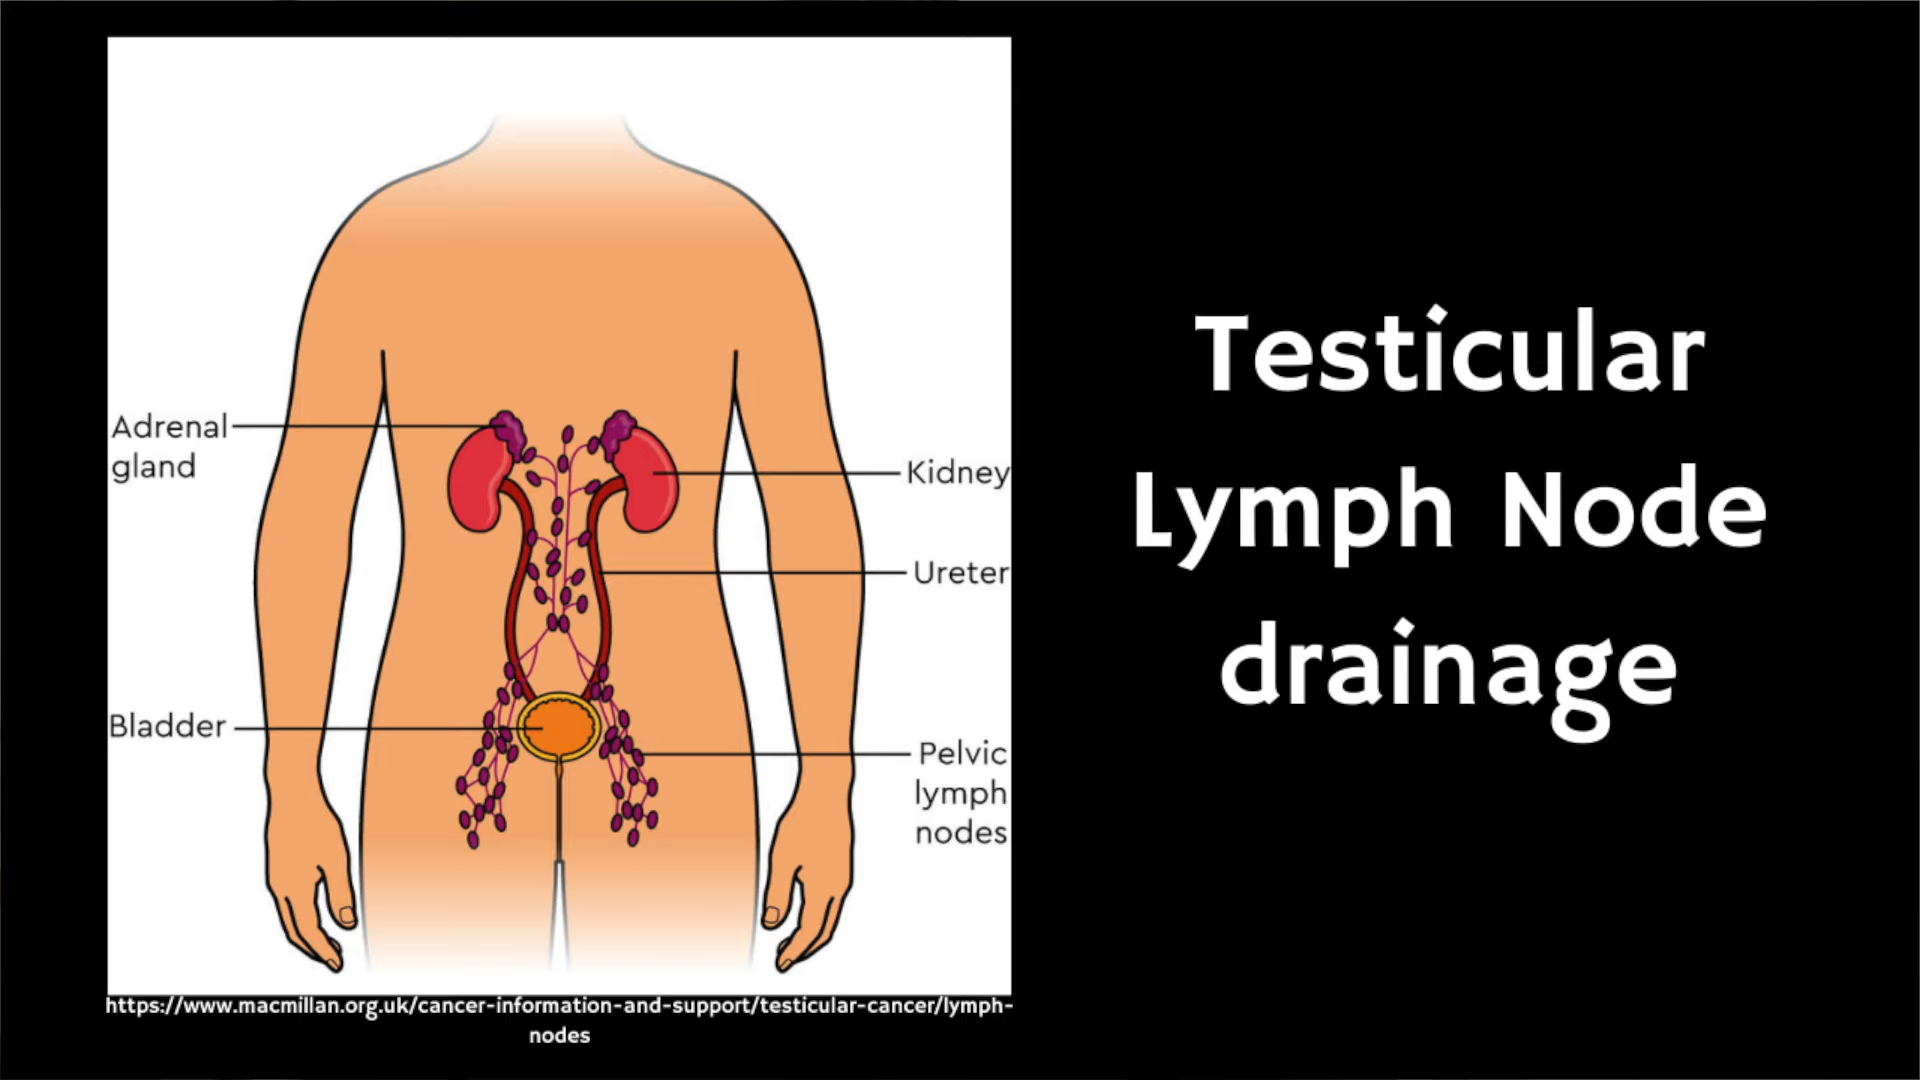 Adrenal
gland
Kidney
Ureter
Bladder
Pelvic
lymph
nodes
https://www.macmillan.org.uk/cancer-information-and-support/testicular-cancer/lymph-
nodes
Testicular
Lymph Node
drainage